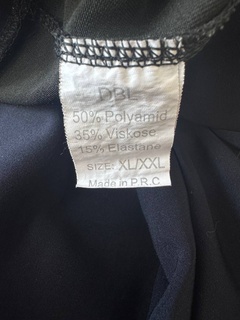 DBL
50% Polyamid
35% Viskose
15% Elastane
SIZE: XL/XXL
Made in P.R.C